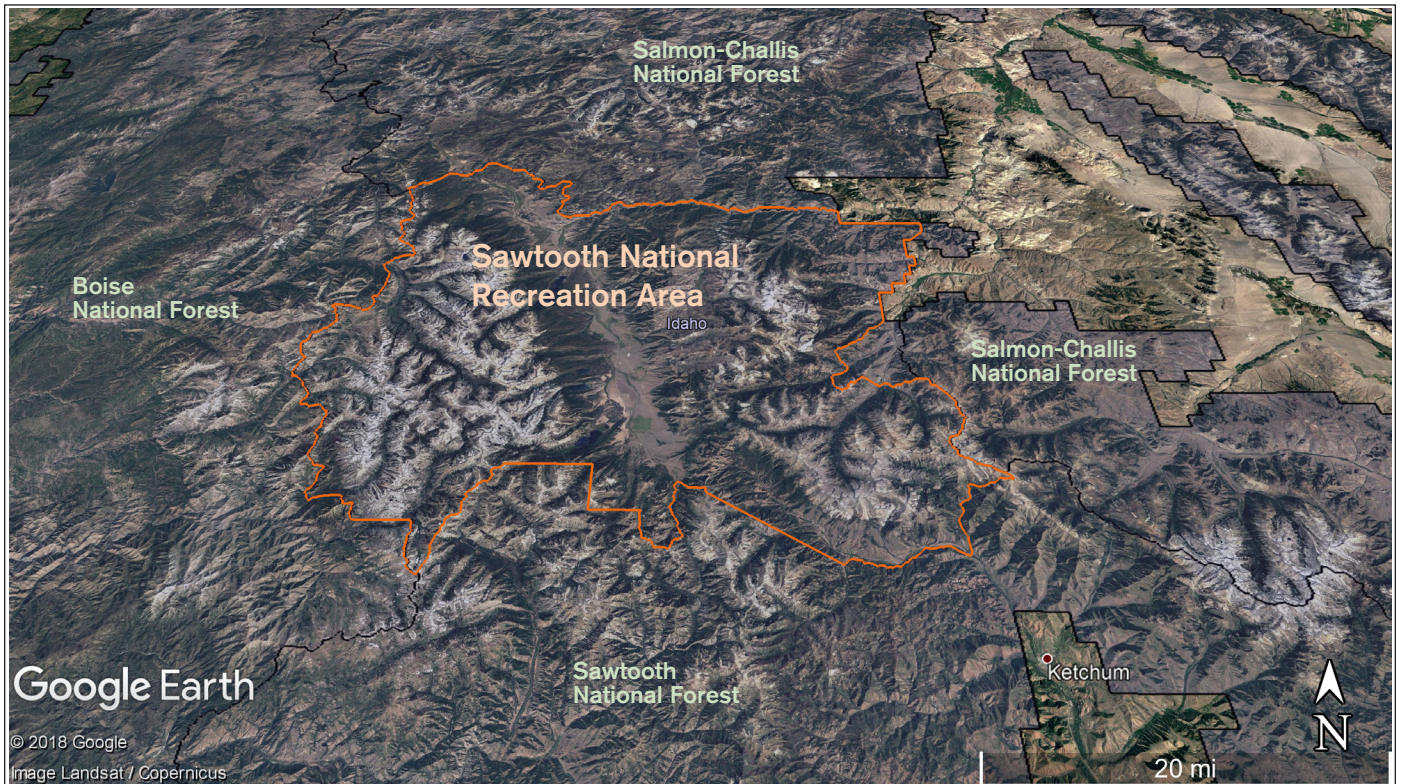 Salmon-Challis
National Forest
Sawtooth National
Recreation Area
Boise
National Forest
Idaho
Salmon-Challis
National Forest
Sawtooth
National Forest
Ketchum
Google Earth
N
© 2018 Google
Image Landsat / Copernicus
20 mi